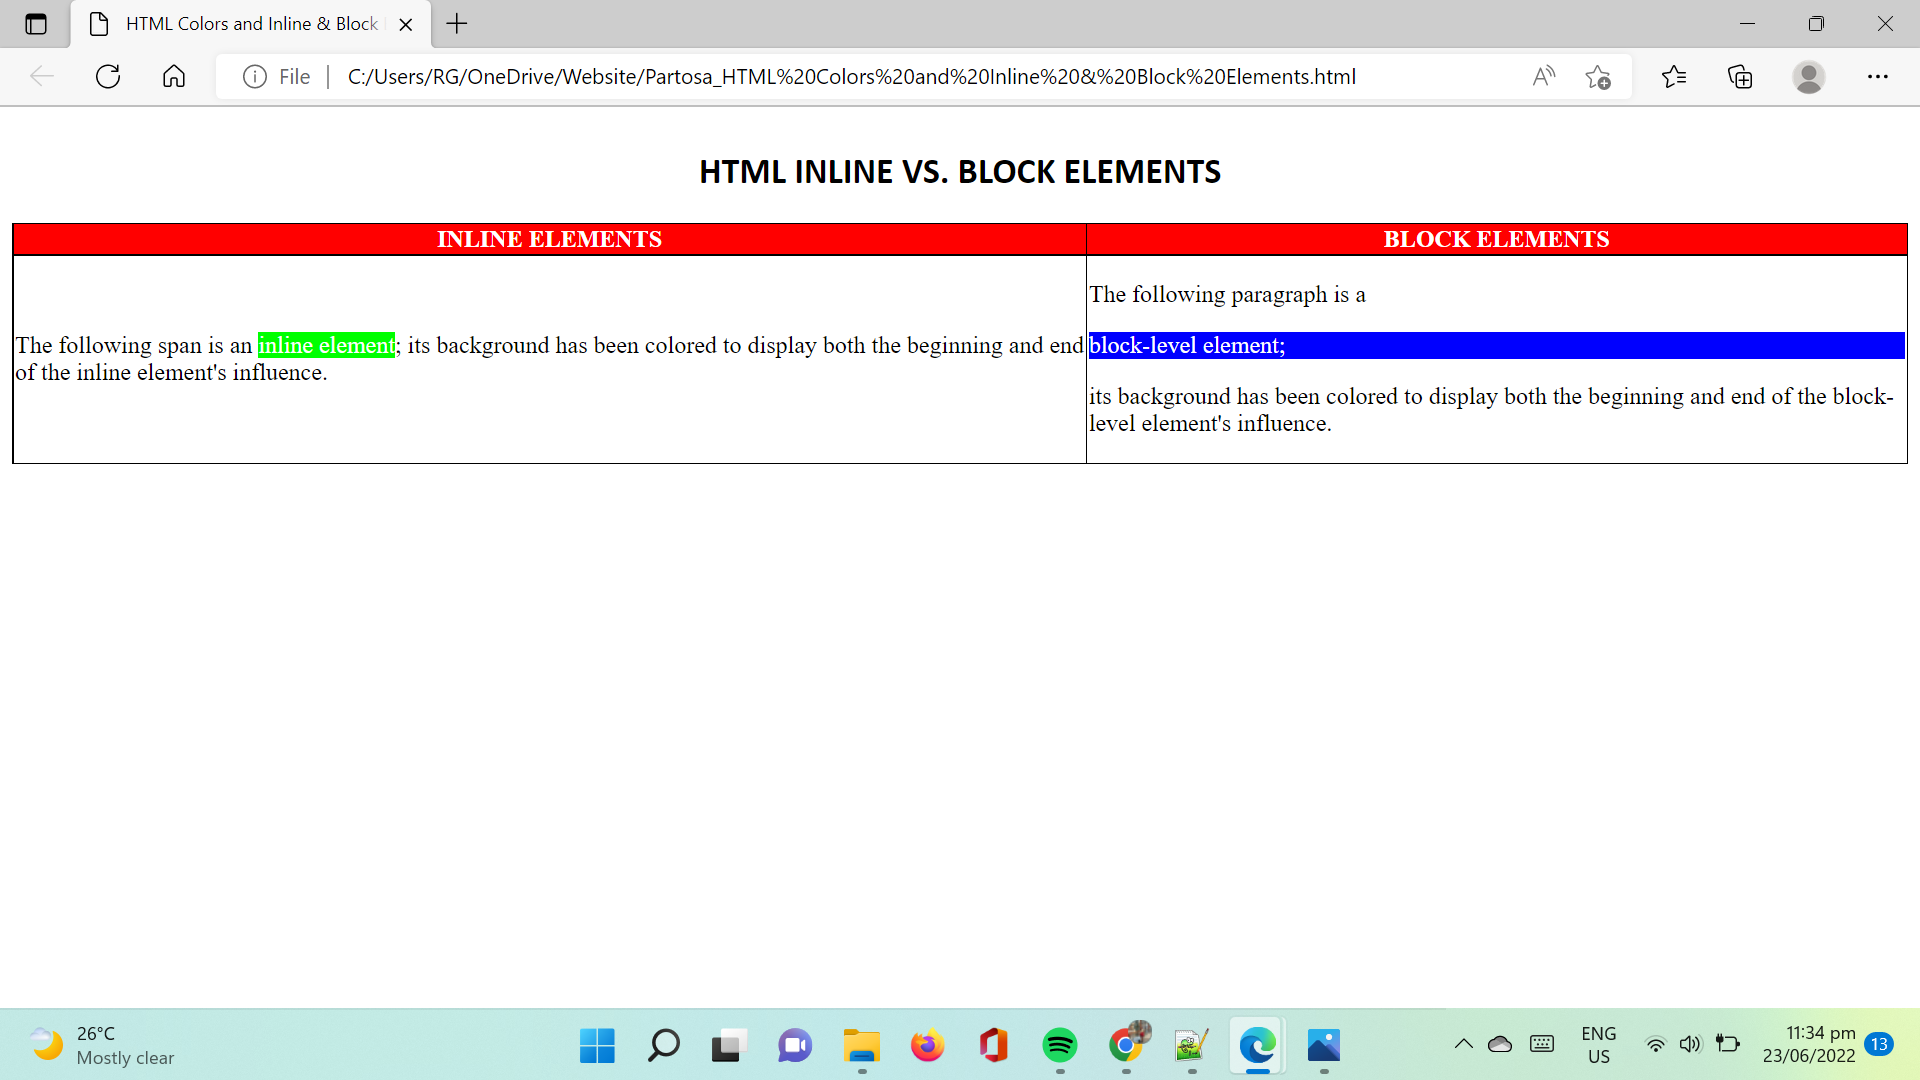 HTML Colors and Inline & Block
File
C:/Users/RG/OneDrive/Website/Partosa_HTML%20Colors%20and%20Inline%20&%20Block%20Elements.html
HTML INLINE VS. BLOCK ELEMENTS
INLINE ELEMENTS
The following span is an inline element; its background has been colored to display both the beginning and end
of the inline element's influence.
BLOCK ELEMENTS
The following paragraph is a
block-level element;
its background has been colored to display both the beginning and end of the block-
level element's influence.
26°C
Mostly clear
ENG
US
11:34 pm
23/06/2022
13